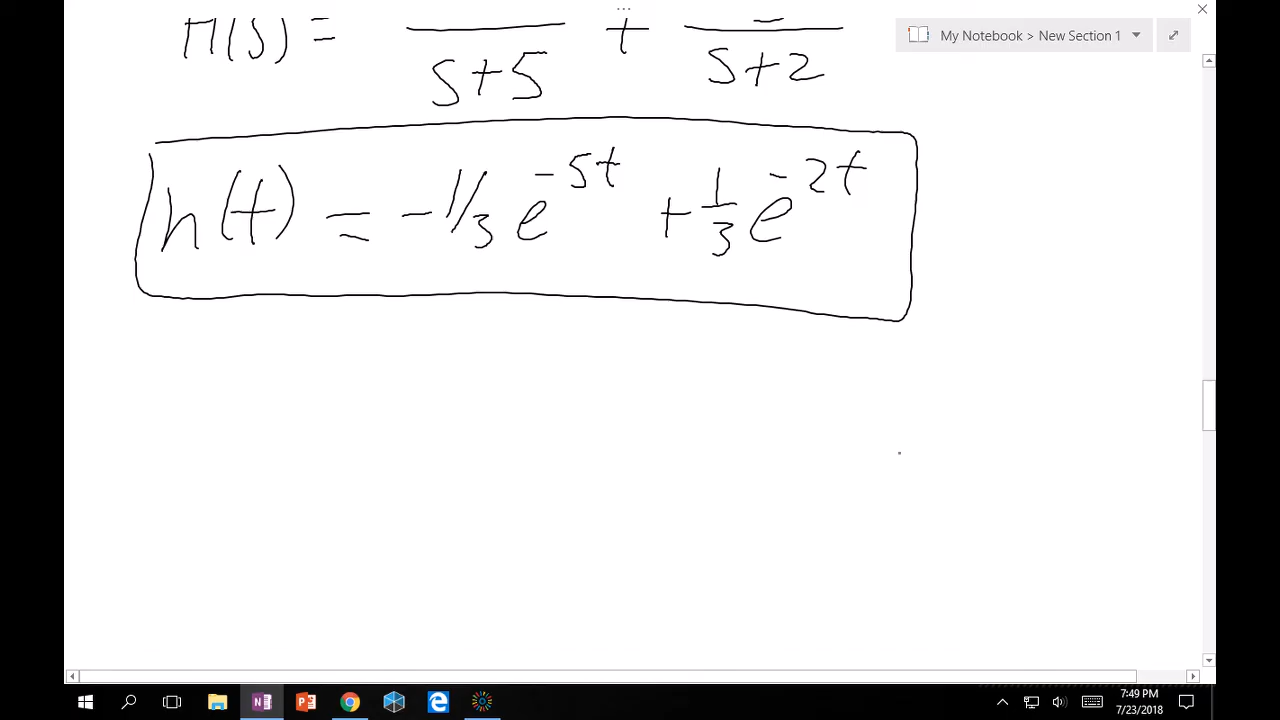 My Notebook > New Section 1
H(s) = ——— + ———
s+5 s+2
h(t) = -1/3 e^{-5t} + 1/3 e^{-2t}
7:49 PM
7/23/2018